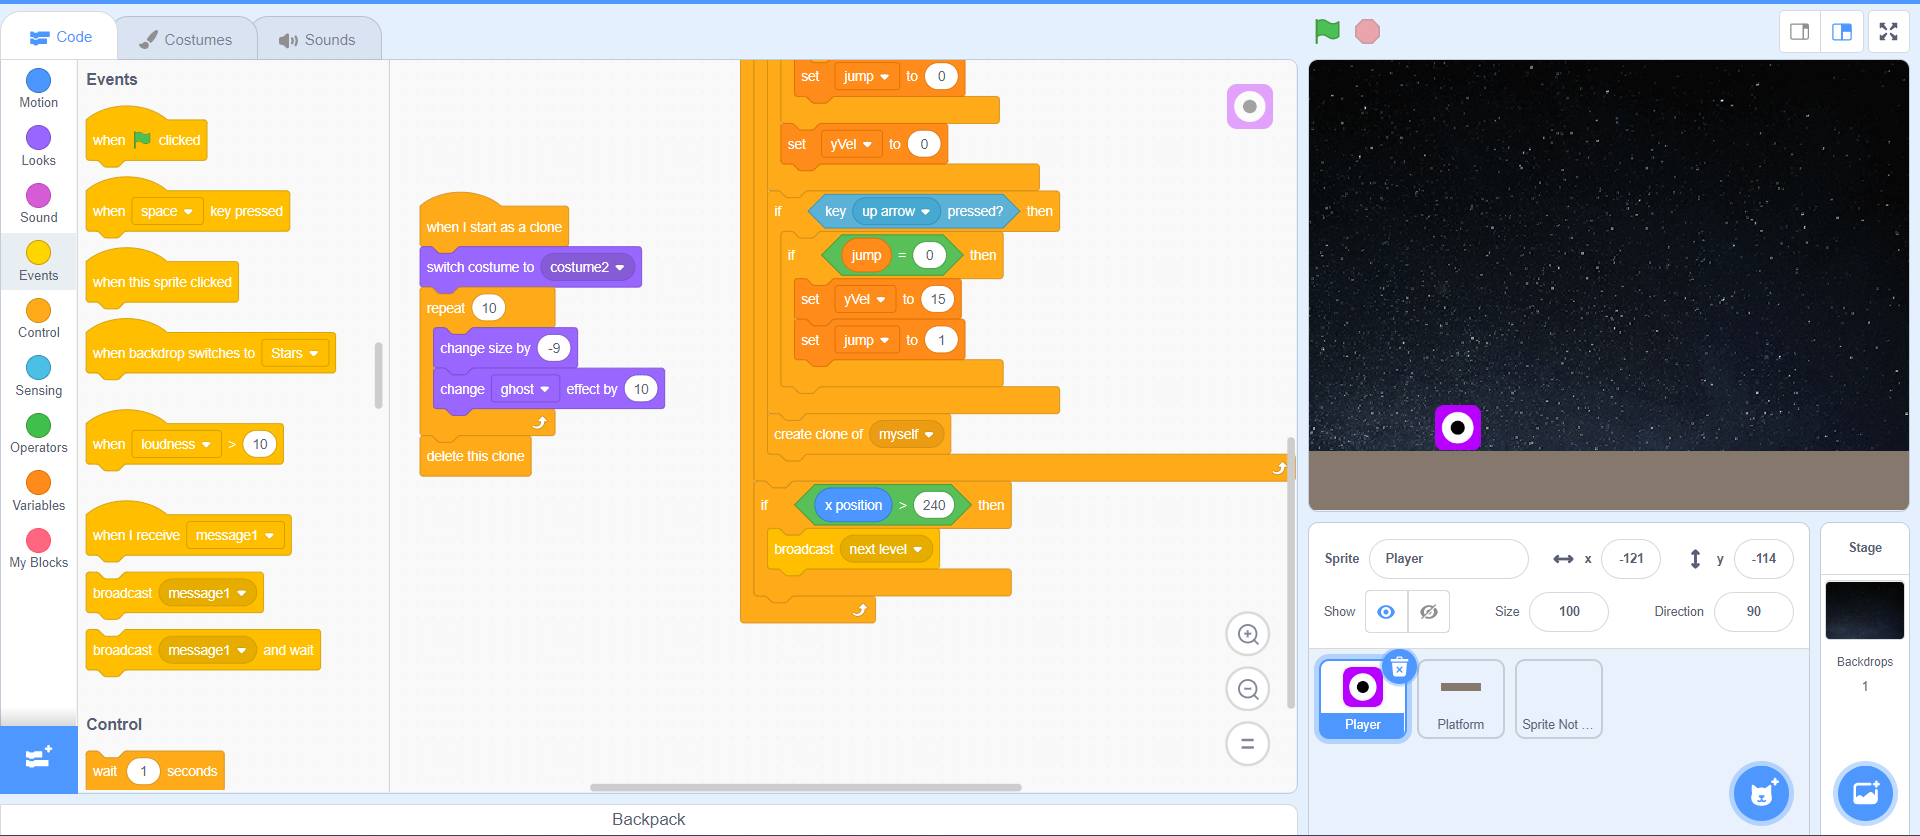 Code
Costumes
Sounds
Motion
Looks
Sound
Events
Control
Sensing
Operators
Variables
My Blocks
Events
when clicked
when space key pressed
when this sprite clicked
when backdrop switches to Stars
when loudness > 10
when I receive message1
broadcast message1
broadcast message1 and wait
Control
wait 1 seconds
when I start as a clone
switch costume to costume2
repeat 10
change size by -9
change ghost effect by 10
delete this clone
set jump to 0
set yVel to 0
if key up arrow pressed? then
if jump = 0 then
set yVel to 15
set jump to 1
create clone of myself
if x position > 240 then
broadcast next level
Backpack
Sprite Player x -121 y -114
Show Size 100 Direction 90
Player
Platform
Sprite Not ...
Stage
Backdrops
1